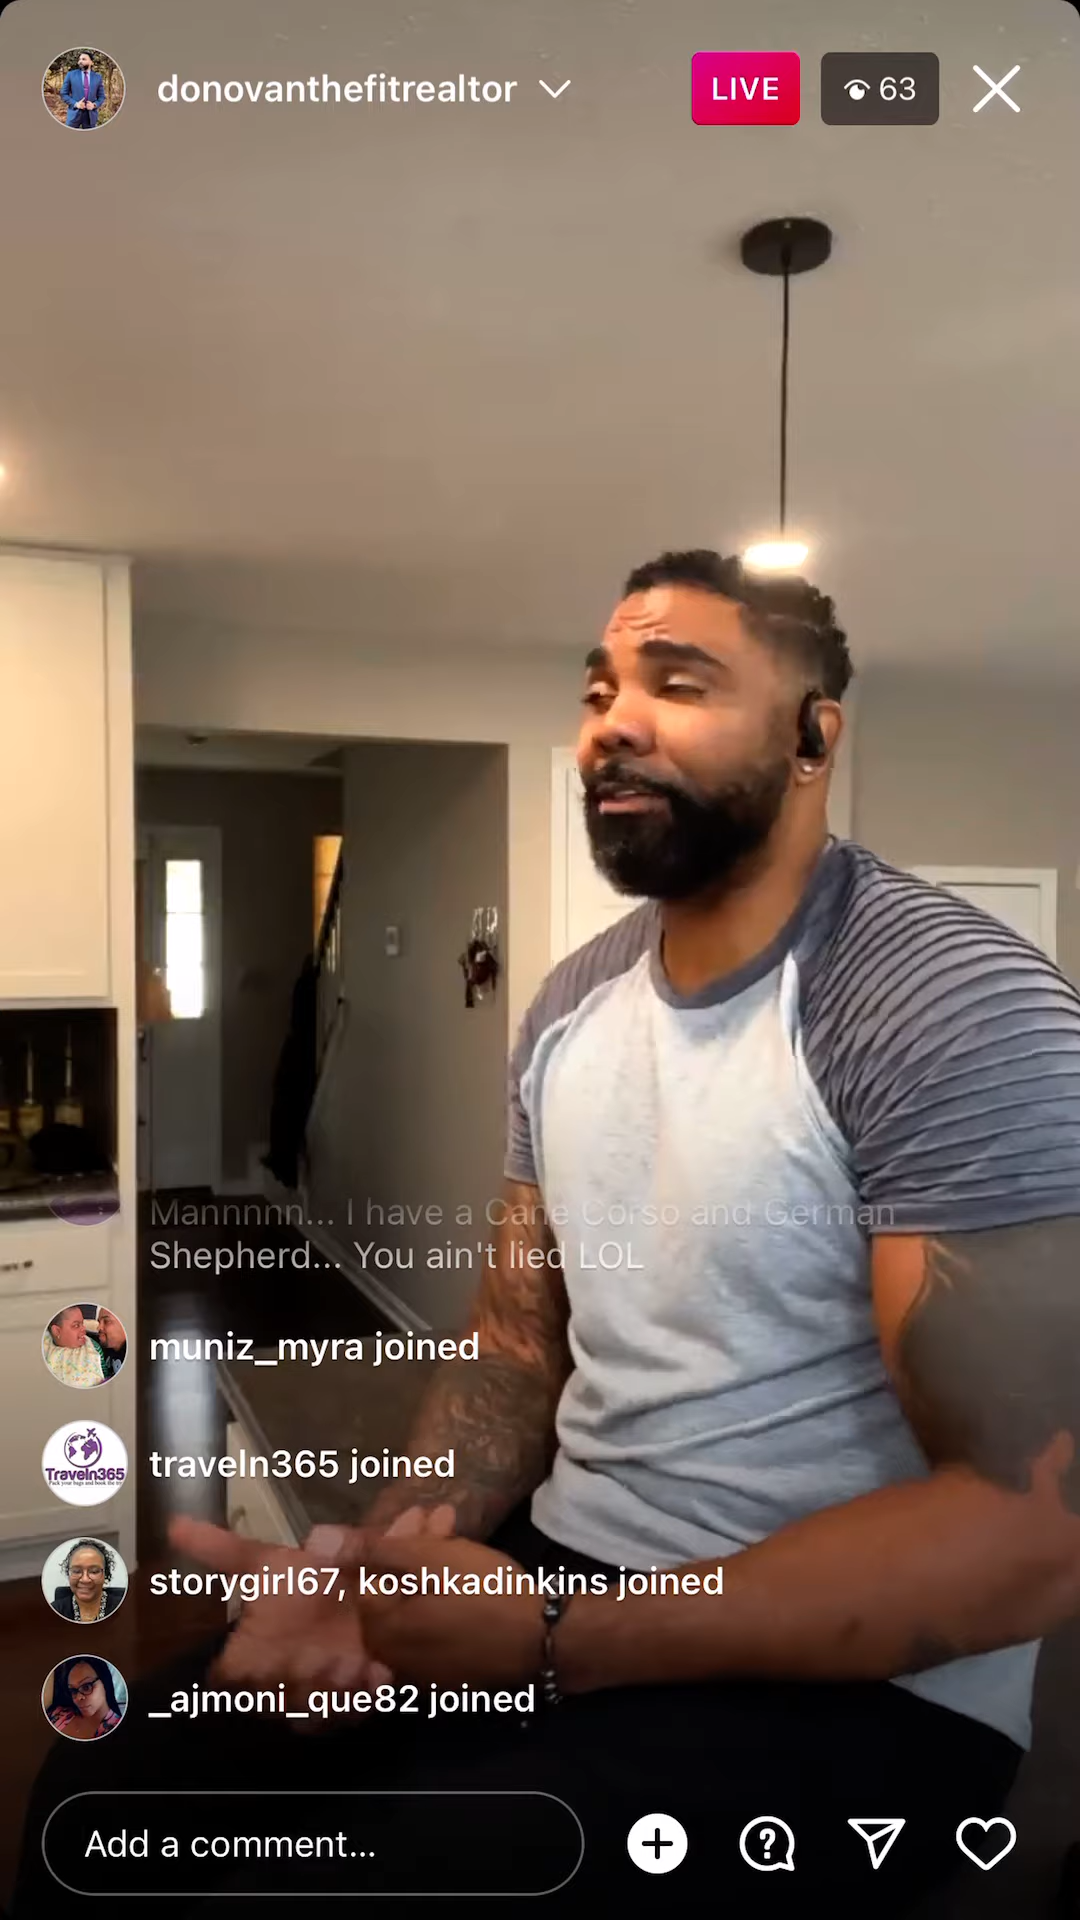 donovanthefitrealtor
LIVE
63
Mannnnn... I have a Cane Corso and German
Shepherd... You ain't lied LOL
muniz_myra joined
Traveln365
traveln365 joined
storygirl67, koshkadinkins joined
_ajmoni_que82 joined
Add a comment...